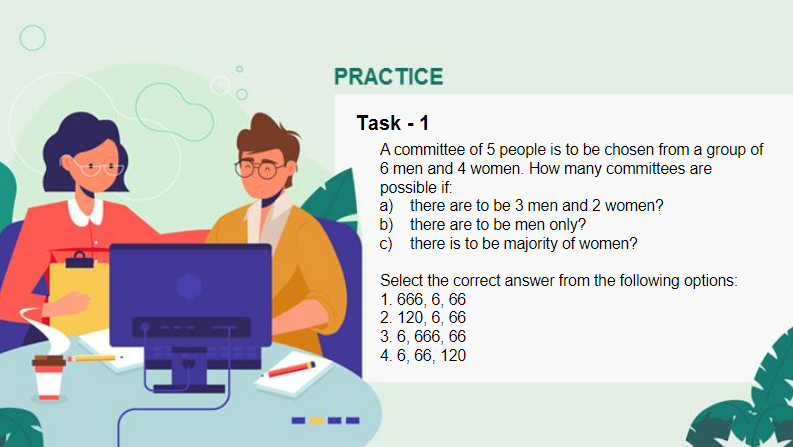 PRACTICE
Task - 1
A committee of 5 people is to be chosen from a group of
6 men and 4 women. How many committees are
possible if:
a) there are to be 3 men and 2 women?
b) there are to be men only?
c) there is to be majority of women?
Select the correct answer from the following options:
1. 666, 6, 66
2. 120, 6, 66
3. 6, 666, 66
4. 6, 66, 120